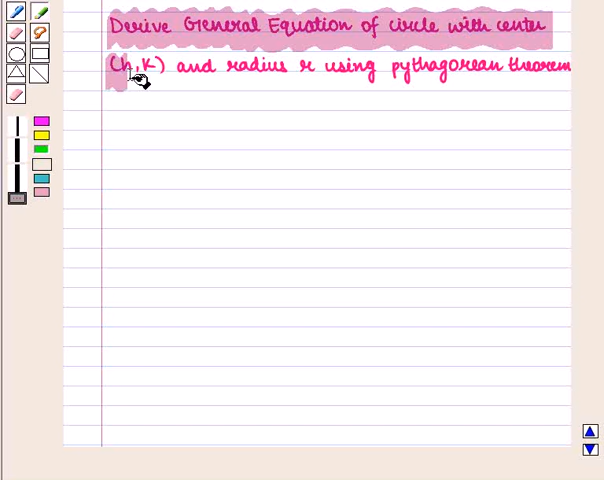 Derive General Equation of circle with center
(h,k) and radius r using pythagorean theorem